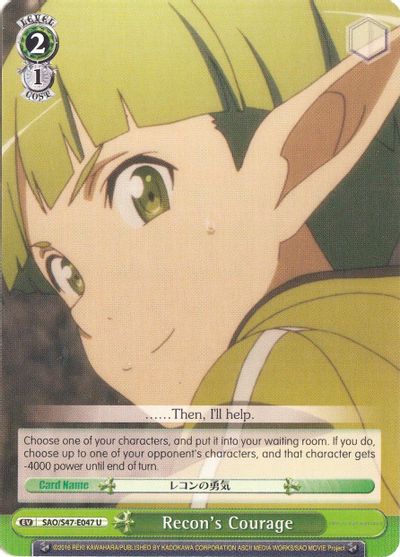 LEVEL
2
1
COST
……Then, I'll help.
Choose one of your characters, and put it into your waiting room. If you do,
choose up to one of your opponent's characters, and that character gets
-4000 power until end of turn.
Card Name
レコンの勇気
EV SAO/S47-E047 U
Recon's Courage
©2016 REKI KAWAHARA/PUBLISHED BY KADOKAWA CORPORATION ASCII MEDIA WORKS/SAO MOVIE Project